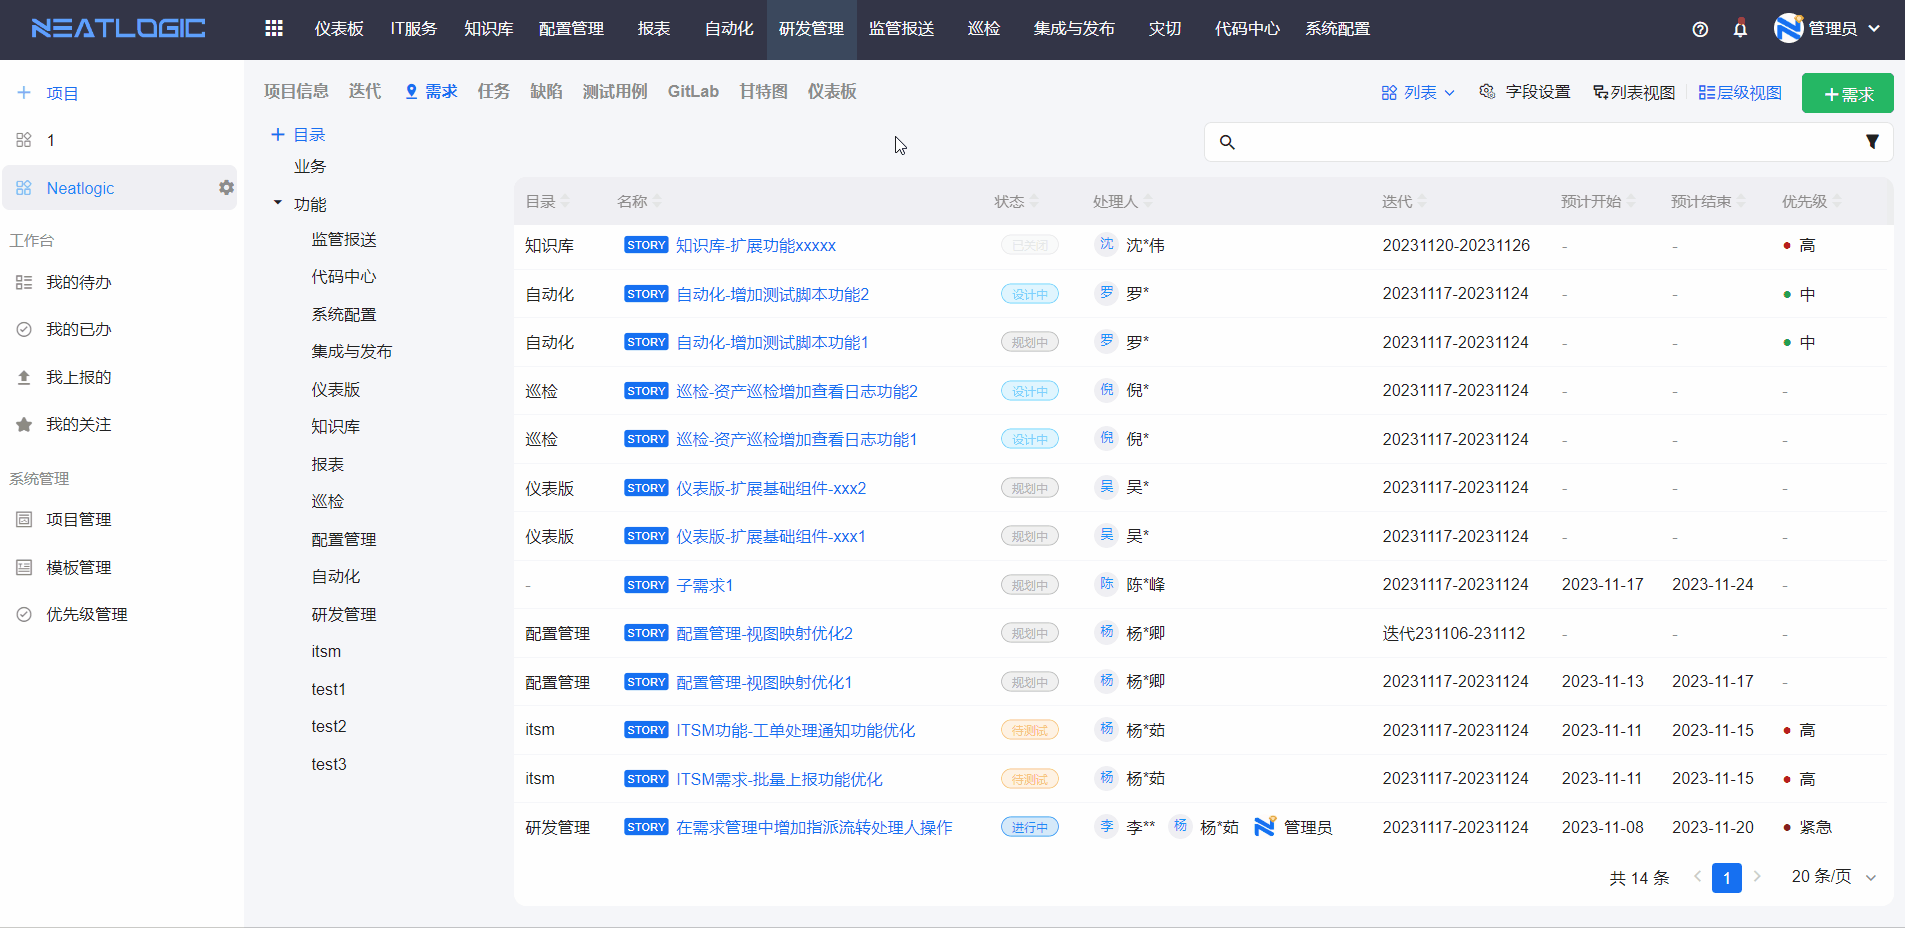 NEATLOGIC 仪表板 IT服务 知识库 配置管理 报表 自动化 研发管理 监管报送 巡检 集成与发布 灾切 代码中心 系统配置 管理员
项目
1
Neatlogic
工作台
我的待办
我的已办
我上报的
我的关注
系统管理
项目管理
模板管理
优先级管理
项目信息 迭代 需求 任务 缺陷 测试用例 GitLab 甘特图 仪表板
列表 字段设置 列表视图 层级视图 +需求
目录
业务
功能
监管报送
代码中心
系统配置
集成与发布
仪表版
知识库
报表
巡检
配置管理
自动化
研发管理
itsm
test1
test2
test3
目录 名称 状态 处理人 迭代 预计开始 预计结束 优先级
知识库 STORY 知识库-扩展功能xxxxx 已关闭 沈 沈*伟 20231120-20231126 - - 高
自动化 STORY 自动化-增加测试脚本功能2 设计中 罗 罗* 20231117-20231124 - - 中
自动化 STORY 自动化-增加测试脚本功能1 规划中 罗 罗* 20231117-20231124 - - 中
巡检 STORY 巡检-资产巡检增加查看日志功能2 设计中 倪 倪* 20231117-20231124 - - -
巡检 STORY 巡检-资产巡检增加查看日志功能1 设计中 倪 倪* 20231117-20231124 - - -
仪表版 STORY 仪表版-扩展基础组件-xxx2 规划中 吴 吴* 20231117-20231124 - - -
仪表版 STORY 仪表版-扩展基础组件-xxx1 规划中 吴 吴* 20231117-20231124 - - -
- STORY 子需求1 规划中 陈 陈*峰 20231117-20231124 2023-11-17 2023-11-24 -
配置管理 STORY 配置管理-视图映射优化2 规划中 杨 杨*卿 迭代231106-231112 - - -
配置管理 STORY 配置管理-视图映射优化1 规划中 杨 杨*卿 20231117-20231124 2023-11-13 2023-11-17 -
itsm STORY ITSM功能-工单处理通知功能优化 待测试 杨 杨*茹 20231117-20231124 2023-11-11 2023-11-15 高
itsm STORY ITSM需求-批量上报功能优化 待测试 杨 杨*茹 20231117-20231124 2023-11-11 2023-11-15 高
研发管理 STORY 在需求管理中增加指派流转处理人操作 进行中 李 李** 杨 杨*茹 管理员 20231117-20231124 2023-11-08 2023-11-20 紧急
共 14 条 1 20 条/页